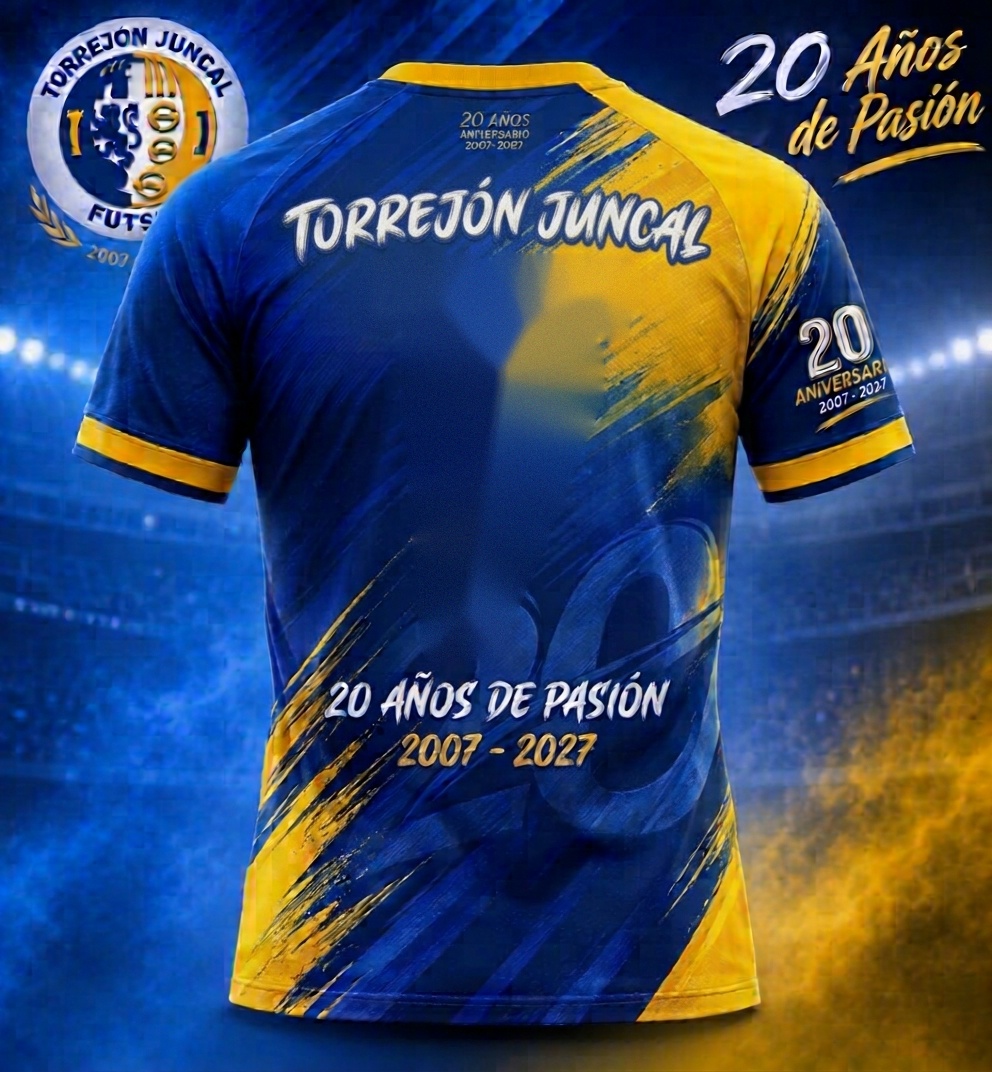 TORREJÓN JUNCAL
2007
20 Años
de Pasión
20 AÑOS
2007-2027
TORREJÓN JUNCAL
20
2007 - 2027
20 AÑOS DE PASIÓN
2007 - 2027
20